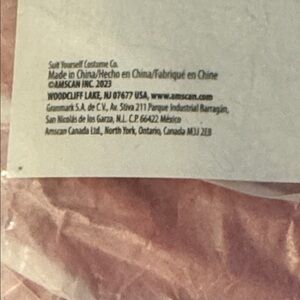 Suit Yourself Costume Co.
Made in China/Hecho en China/Fabriqué en Chine
©AMSCAN INC. 2023
WOODCLIFF LAKE, NJ 07677 USA, www.amscan.com
Granmark S.A. de C.V., Av. Stiva 211 Parque Industrial Barragán,
San Nicolás de los Garza, N.L. C.P. 66422 México
Amscan Canada Ltd., North York, Ontario, Canada M3J 2E8